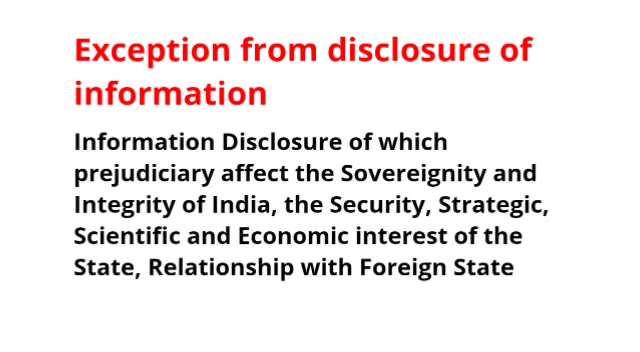 Exception from disclosure of
information
Information Disclosure of which
prejudiciary affect the Sovereignity and
Integrity of India, the Security, Strategic,
Scientific and Economic interest of the
State, Relationship with Foreign State